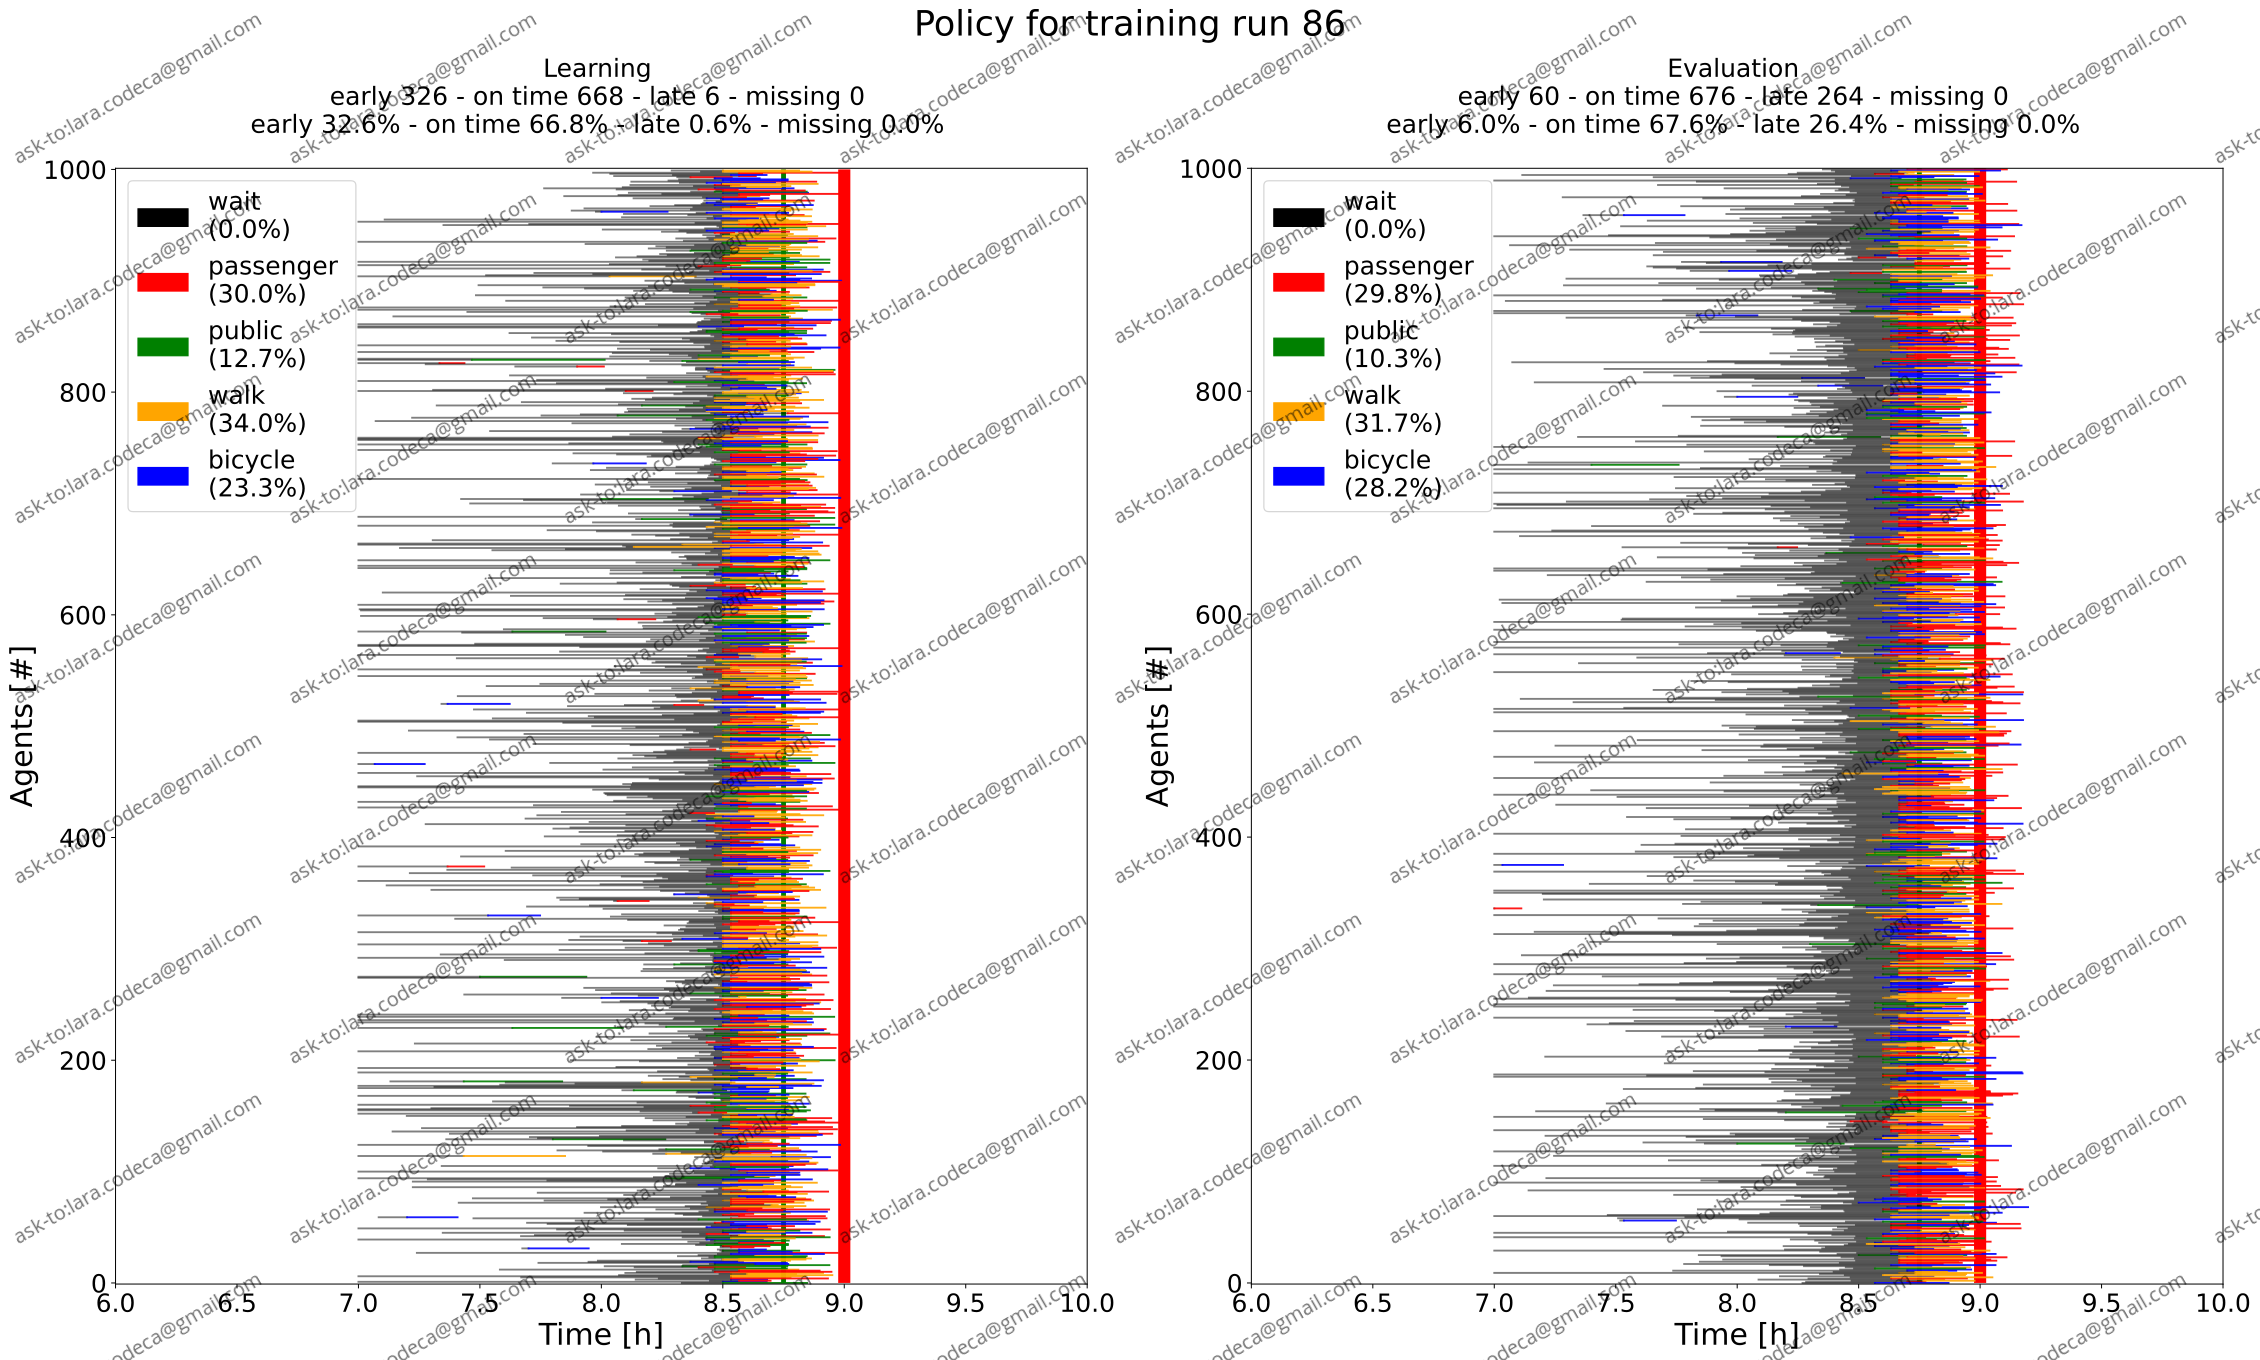 Policy for training run 86
Learning
early 326 - on time 668 - late 6 - missing 0
early 32.6% - on time 66.8% - late 0.6% - missing 0.0%
1000
800
600
400
200
0
Agents [#]
wait
(0.0%)
passenger
(30.0%)
public
(12.7%)
walk
(34.0%)
bicycle
(23.3%)
6.0 6.5 7.0 7.5 8.0 8.5 9.0 9.5 10.0
Time [h]
Evaluation
early 60 - on time 676 - late 264 - missing 0
early 6.0% - on time 67.6% - late 26.4% - missing 0.0%
1000
800
600
400
200
0
Agents [#]
wait
(0.0%)
passenger
(29.8%)
public
(10.3%)
walk
(31.7%)
bicycle
(28.2%)
6.0 6.5 7.0 7.5 8.0 8.5 9.0 9.5 10.0
Time [h]
ask-to:lara.codeca@gmail.com